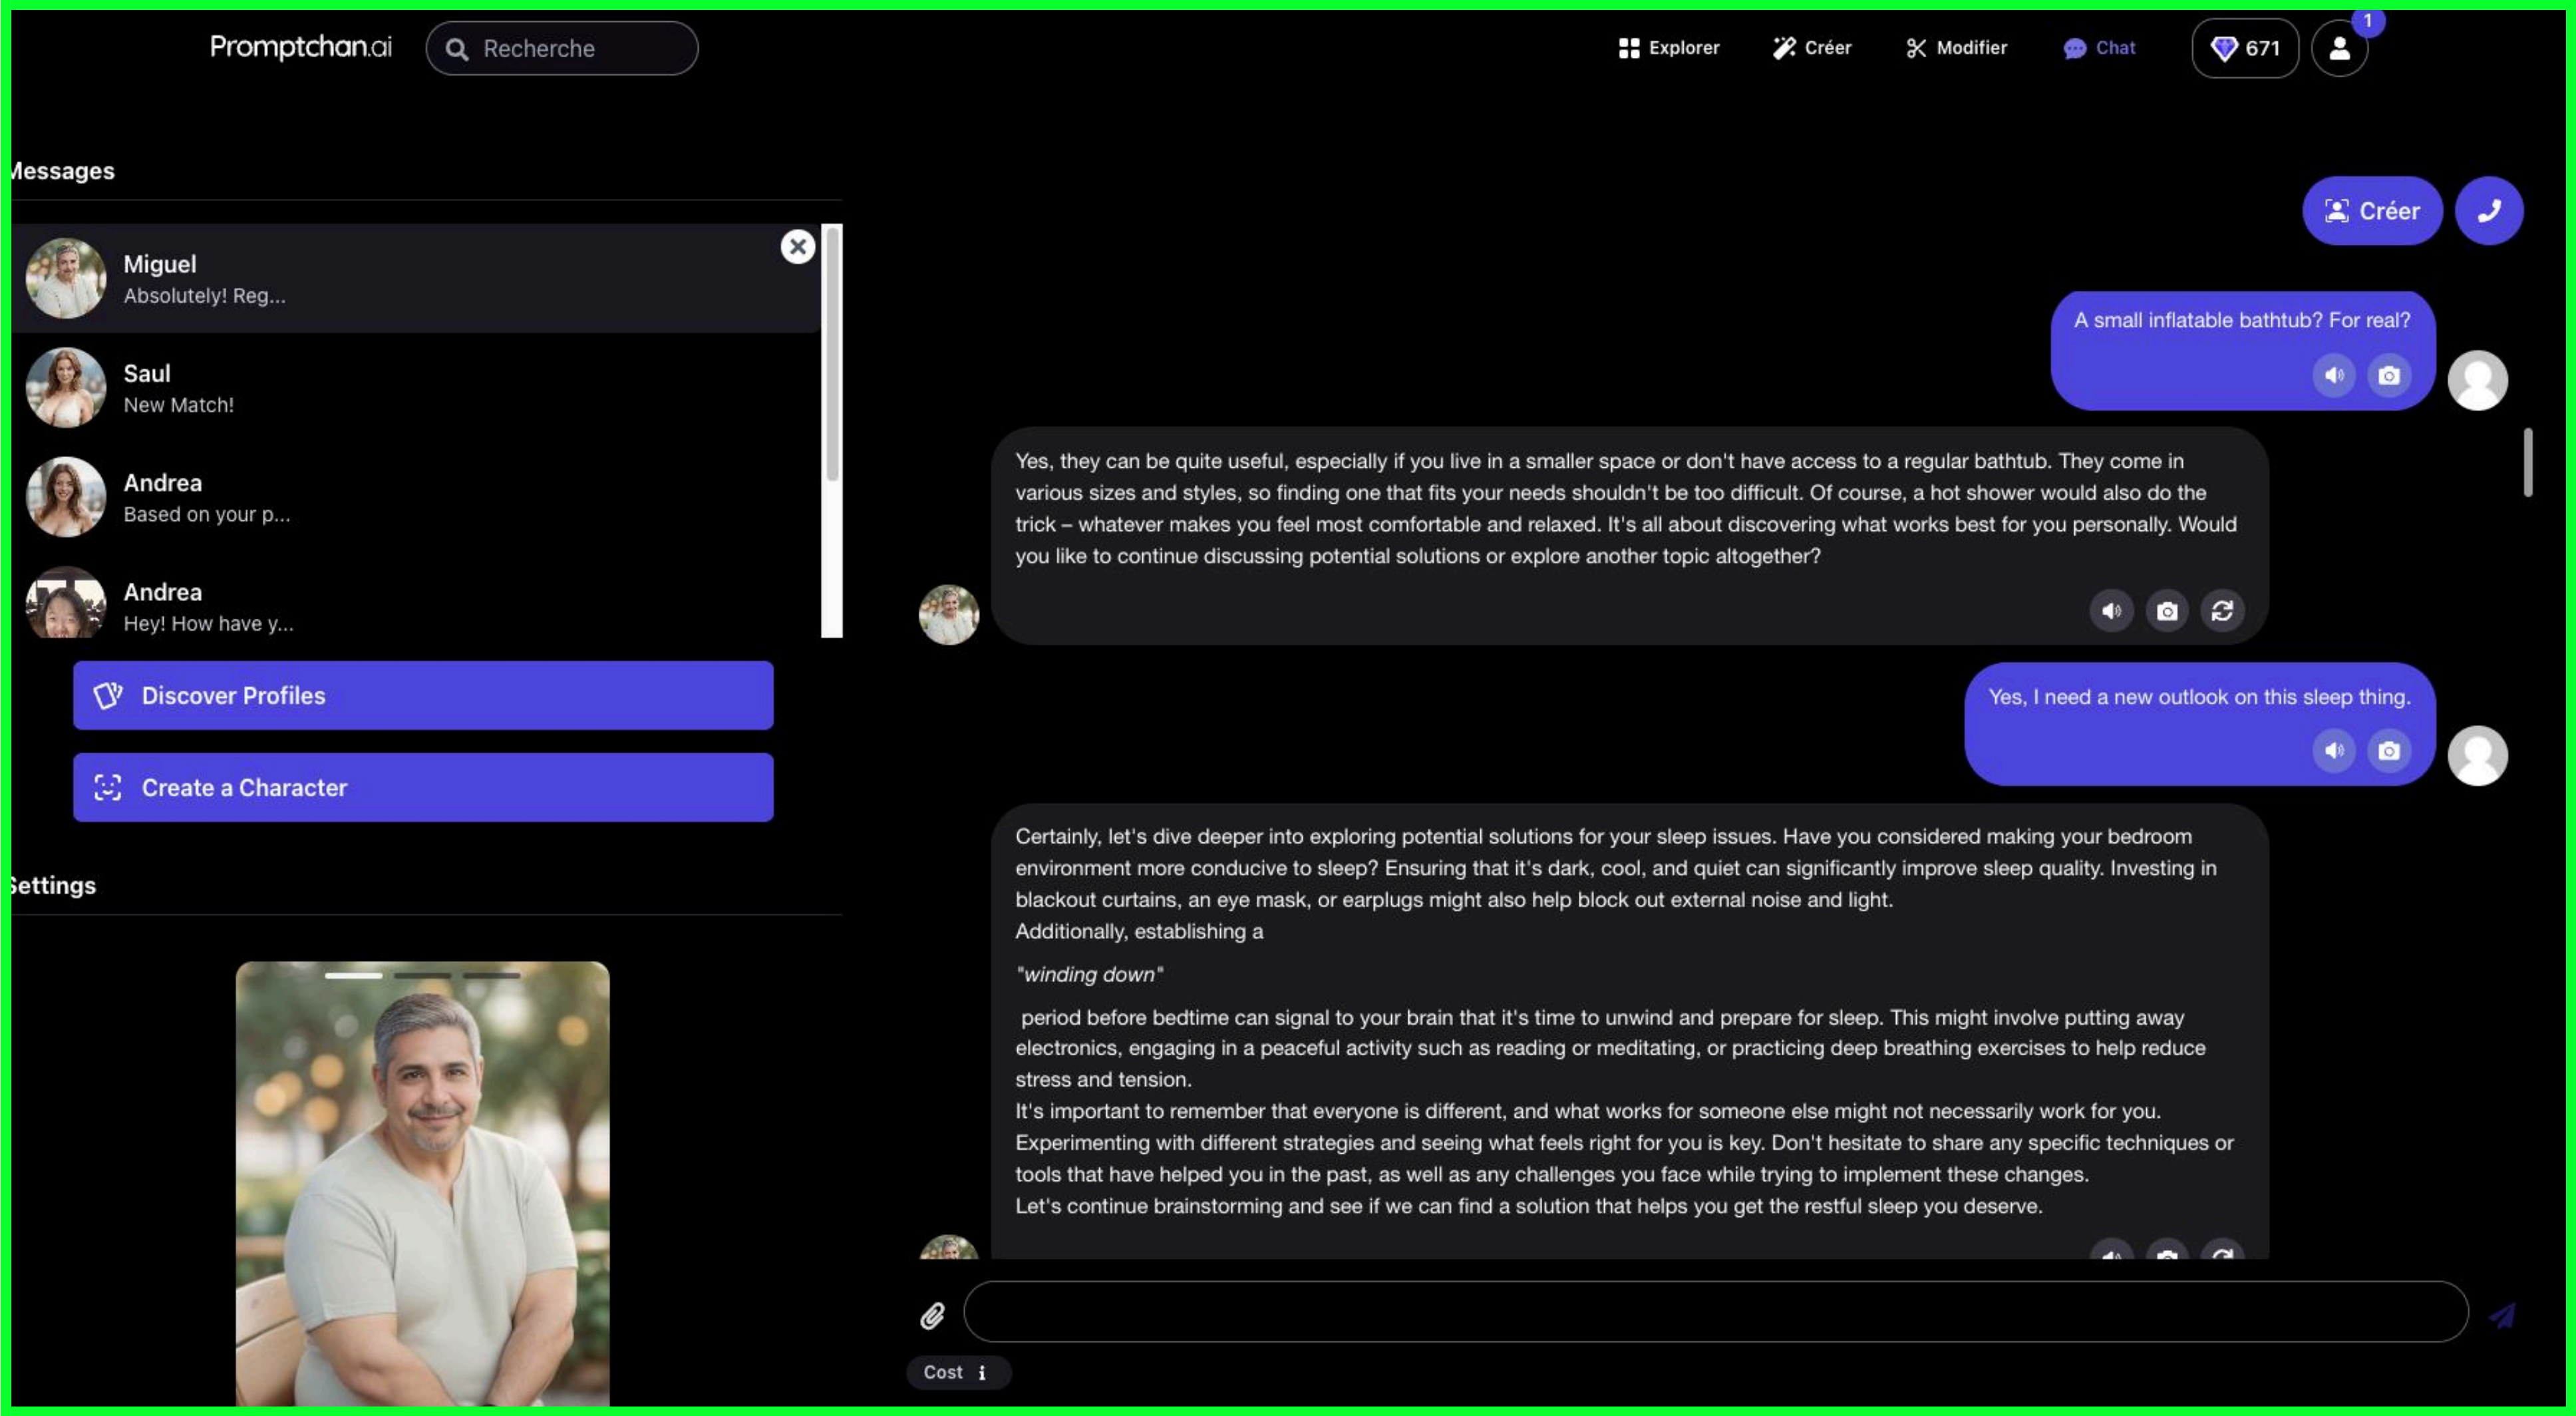 Promptchan.ai
Recherche
Explorer
Créer
Modifier
Chat
671
1
Messages
Miguel
Absolutely! Reg...
Saul
New Match!
Andrea
Based on your p...
Andrea
Hey! How have y...
Discover Profiles
Create a Character
Settings
Créer
A small inflatable bathtub? For real?
Yes, they can be quite useful, especially if you live in a smaller space or don't have access to a regular bathtub. They come in
various sizes and styles, so finding one that fits your needs shouldn't be too difficult. Of course, a hot shower would also do the
trick – whatever makes you feel most comfortable and relaxed. It's all about discovering what works best for you personally. Would
you like to continue discussing potential solutions or explore another topic altogether?
Yes, I need a new outlook on this sleep thing.
Certainly, let's dive deeper into exploring potential solutions for your sleep issues. Have you considered making your bedroom
environment more conducive to sleep? Ensuring that it's dark, cool, and quiet can significantly improve sleep quality. Investing in
blackout curtains, an eye mask, or earplugs might also help block out external noise and light.
Additionally, establishing a
"winding down"
period before bedtime can signal to your brain that it's time to unwind and prepare for sleep. This might involve putting away
electronics, engaging in a peaceful activity such as reading or meditating, or practicing deep breathing exercises to help reduce
stress and tension.
It's important to remember that everyone is different, and what works for someone else might not necessarily work for you.
Experimenting with different strategies and seeing what feels right for you is key. Don't hesitate to share any specific techniques or
tools that have helped you in the past, as well as any challenges you face while trying to implement these changes.
Let's continue brainstorming and see if we can find a solution that helps you get the restful sleep you deserve.
Cost i